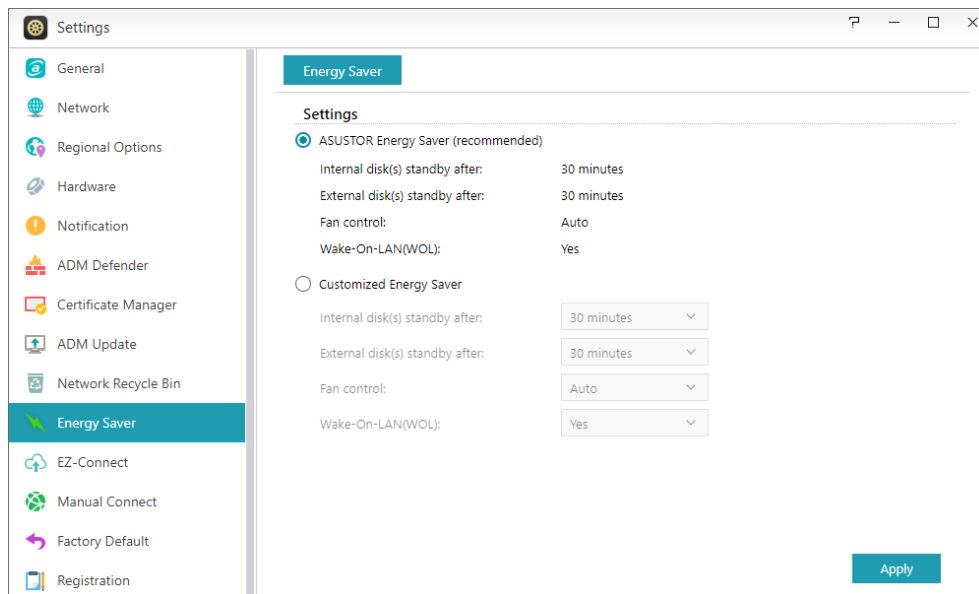 Settings
General
Network
Regional Options
Hardware
Notification
ADM Defender
Certificate Manager
ADM Update
Network Recycle Bin
Energy Saver
EZ-Connect
Manual Connect
Factory Default
Registration
Energy Saver
Settings
ASUSTOR Energy Saver (recommended)
Internal disk(s) standby after: 30 minutes
External disk(s) standby after: 30 minutes
Fan control: Auto
Wake-On-LAN(WOL): Yes
Customized Energy Saver
Internal disk(s) standby after: 30 minutes
External disk(s) standby after: 30 minutes
Fan control: Auto
Wake-On-LAN(WOL): Yes
Apply